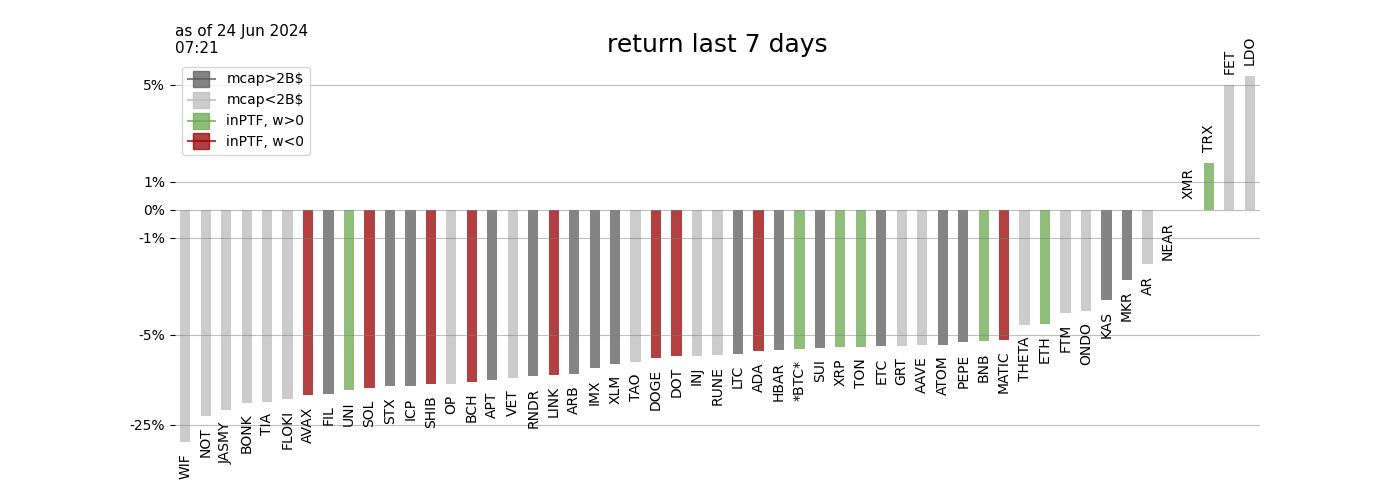 as of 24 Jun 2024
07:21
return last 7 days
mcap>2B$
mcap<2B$
inPTF, w>0
inPTF, w<0
5%
1%
0%
-1%
-5%
-25%
WIF
NOT
JASMY
BONK
TIA
FLOKI
AVAX
FIL
UNI
SOL
STX
ICP
SHIB
OP
BCH
APT
VET
RNDR
LINK
ARB
IMX
XLM
TAO
DOGE
DOT
INJ
RUNE
LTC
ADA
HBAR
*BTC*
SUI
XRP
TON
ETC
GRT
AAVE
ATOM
PEPE
BNB
MATIC
THETA
ETH
FTM
ONDO
KAS
MKR
AR
NEAR
XMR
TRX
FET
LDO